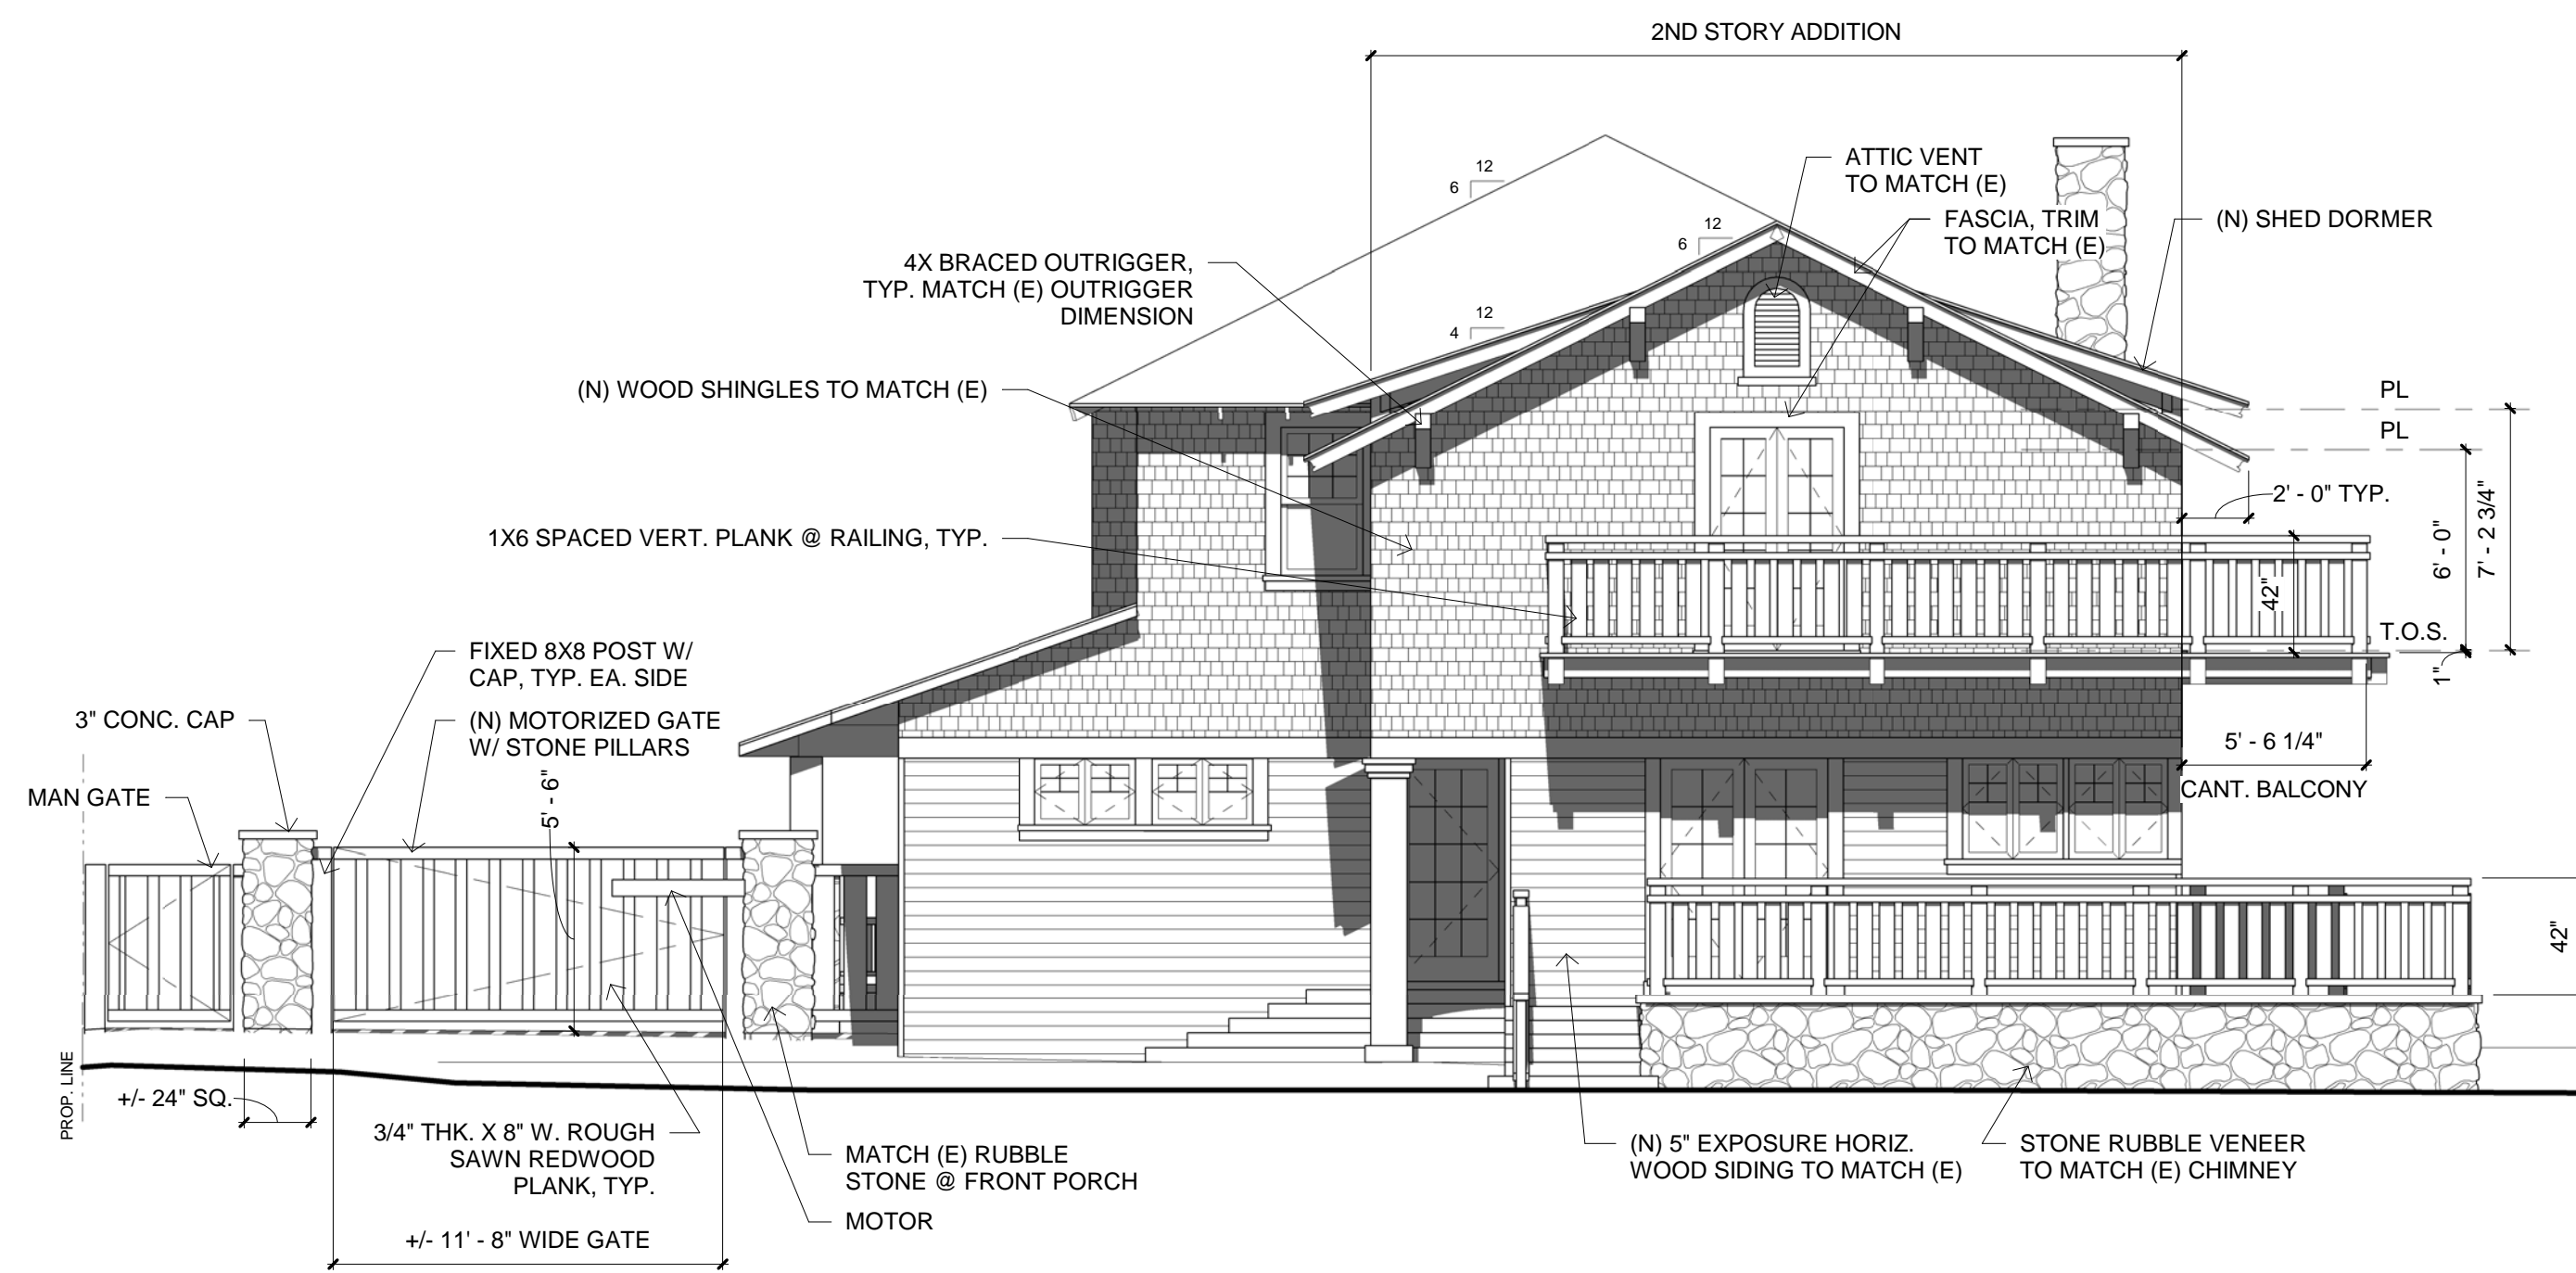 2ND STORY ADDITION
12
6
12
6
12
4
ATTIC VENT
TO MATCH (E)
FASCIA, TRIM
TO MATCH (E)
(N) SHED DORMER
4X BRACED OUTRIGGER,
TYP. MATCH (E) OUTRIGGER
DIMENSION
(N) WOOD SHINGLES TO MATCH (E)
PL
PL
2' - 0" TYP.
6' - 0"
7' - 2 3/4"
1X6 SPACED VERT. PLANK @ RAILING, TYP.
42"
T.O.S.
1"
FIXED 8X8 POST W/
CAP, TYP. EA. SIDE
3" CONC. CAP
(N) MOTORIZED GATE
W/ STONE PILLARS
5' - 6"
MAN GATE
5' - 6 1/4"
CANT. BALCONY
42"
PROP. LINE
+/- 24" SQ.
3/4" THK. X 8" W. ROUGH
SAWN REDWOOD
PLANK, TYP.
MATCH (E) RUBBLE
STONE @ FRONT PORCH
MOTOR
(N) 5" EXPOSURE HORIZ.
WOOD SIDING TO MATCH (E)
STONE RUBBLE VENEER
TO MATCH (E) CHIMNEY
+/- 11' - 8" WIDE GATE